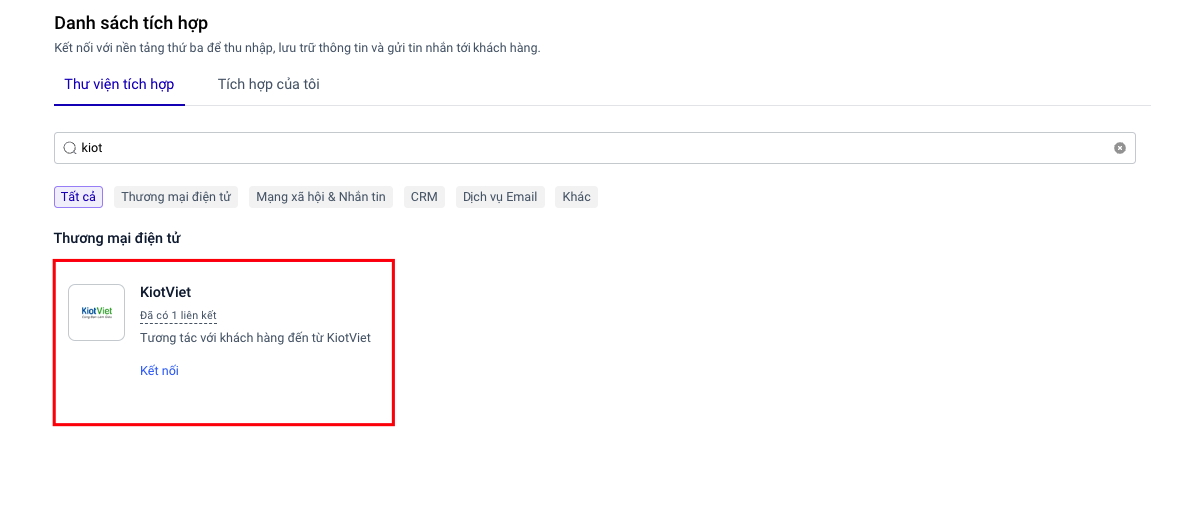 Danh sách tích hợp
Kết nối với nền tảng thứ ba để thu nhập, lưu trữ thông tin và gửi tin nhắn tới khách hàng.
Thư viện tích hợp Tích hợp của tôi
kiot
Tất cả Thương mại điện tử Mạng xã hội & Nhắn tin CRM Dịch vụ Email Khác
Thương mại điện tử
KiotViet
KiotViet
Đã có 1 liên kết
Tương tác với khách hàng đến từ KiotViet
Kết nối